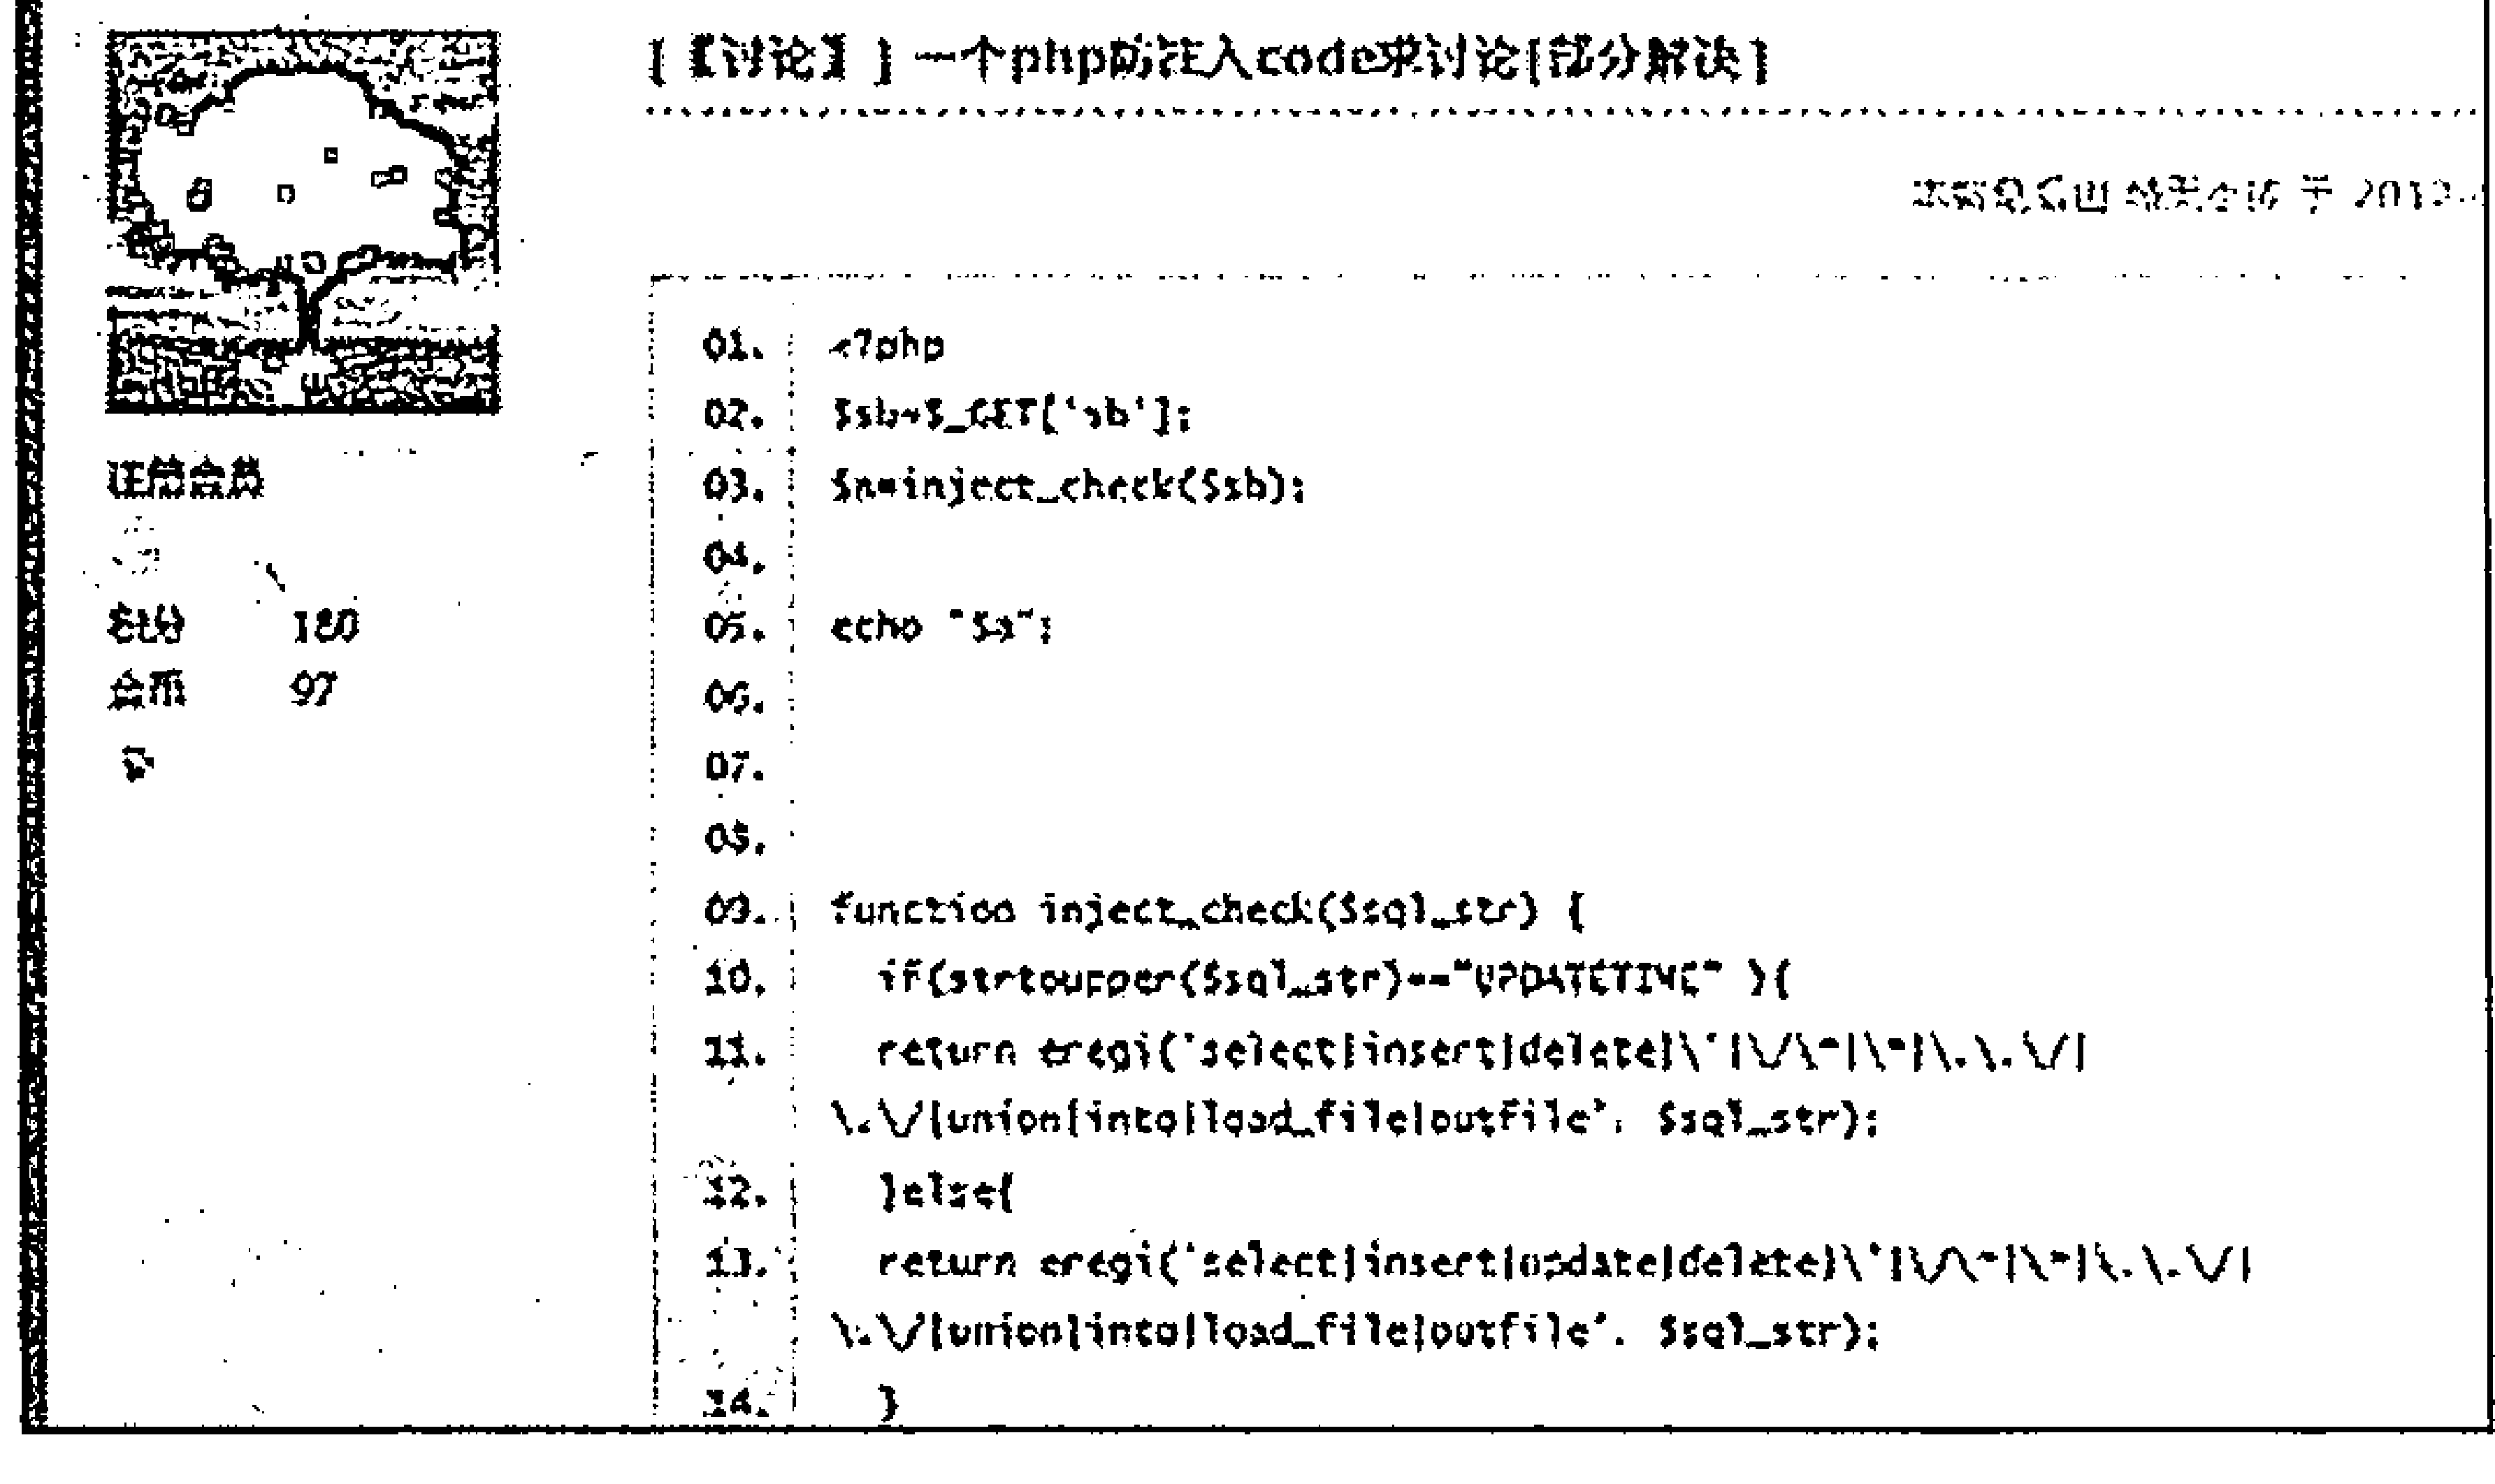 [【讨论】] 一个php防注入code求讨论[部分解决]
于 2012-
注册会员
积分 180
金币 97
01. <?php
02. $sb=$_GET['sb'];
03. $n=inject_check($sb);
04.
05. echo "$n";
06.
07.
08.
09. function inject_check($sql_str) {
10. if(strtoupper($sql_str)=="UPDATETIME" ){
11. return eregi('select|insert|delete|\'|\/\*|\*|\.\.\/|
\.\/|union|into|load_file|outfile', $sql_str);
12. }else{
13. return eregi('select|insert|update|delete|\'|\/\*|\*|\.\.\/|
\.\/|union|into|load_file|outfile', $sql_str);
14. }